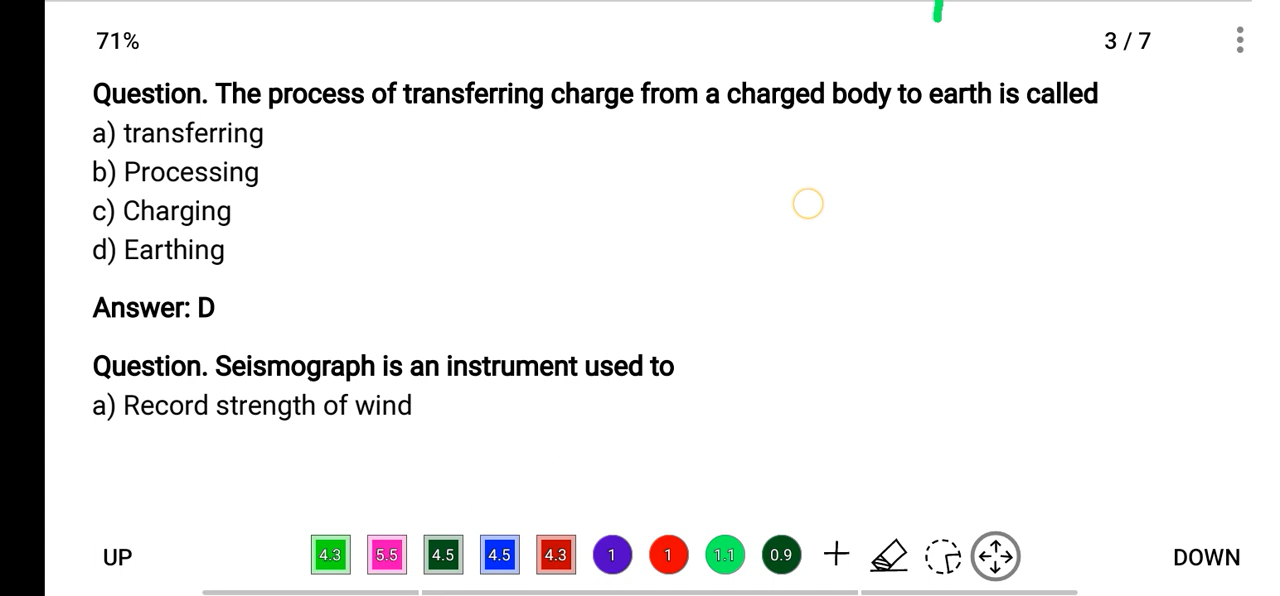 71%
3 / 7
Question. The process of transferring charge from a charged body to earth is called
a) transferring
b) Processing
c) Charging
d) Earthing
Answer: D
Question. Seismograph is an instrument used to
a) Record strength of wind
UP
4.3 5.5 4.5 4.5 4.3 1 1 1.1 0.9
DOWN